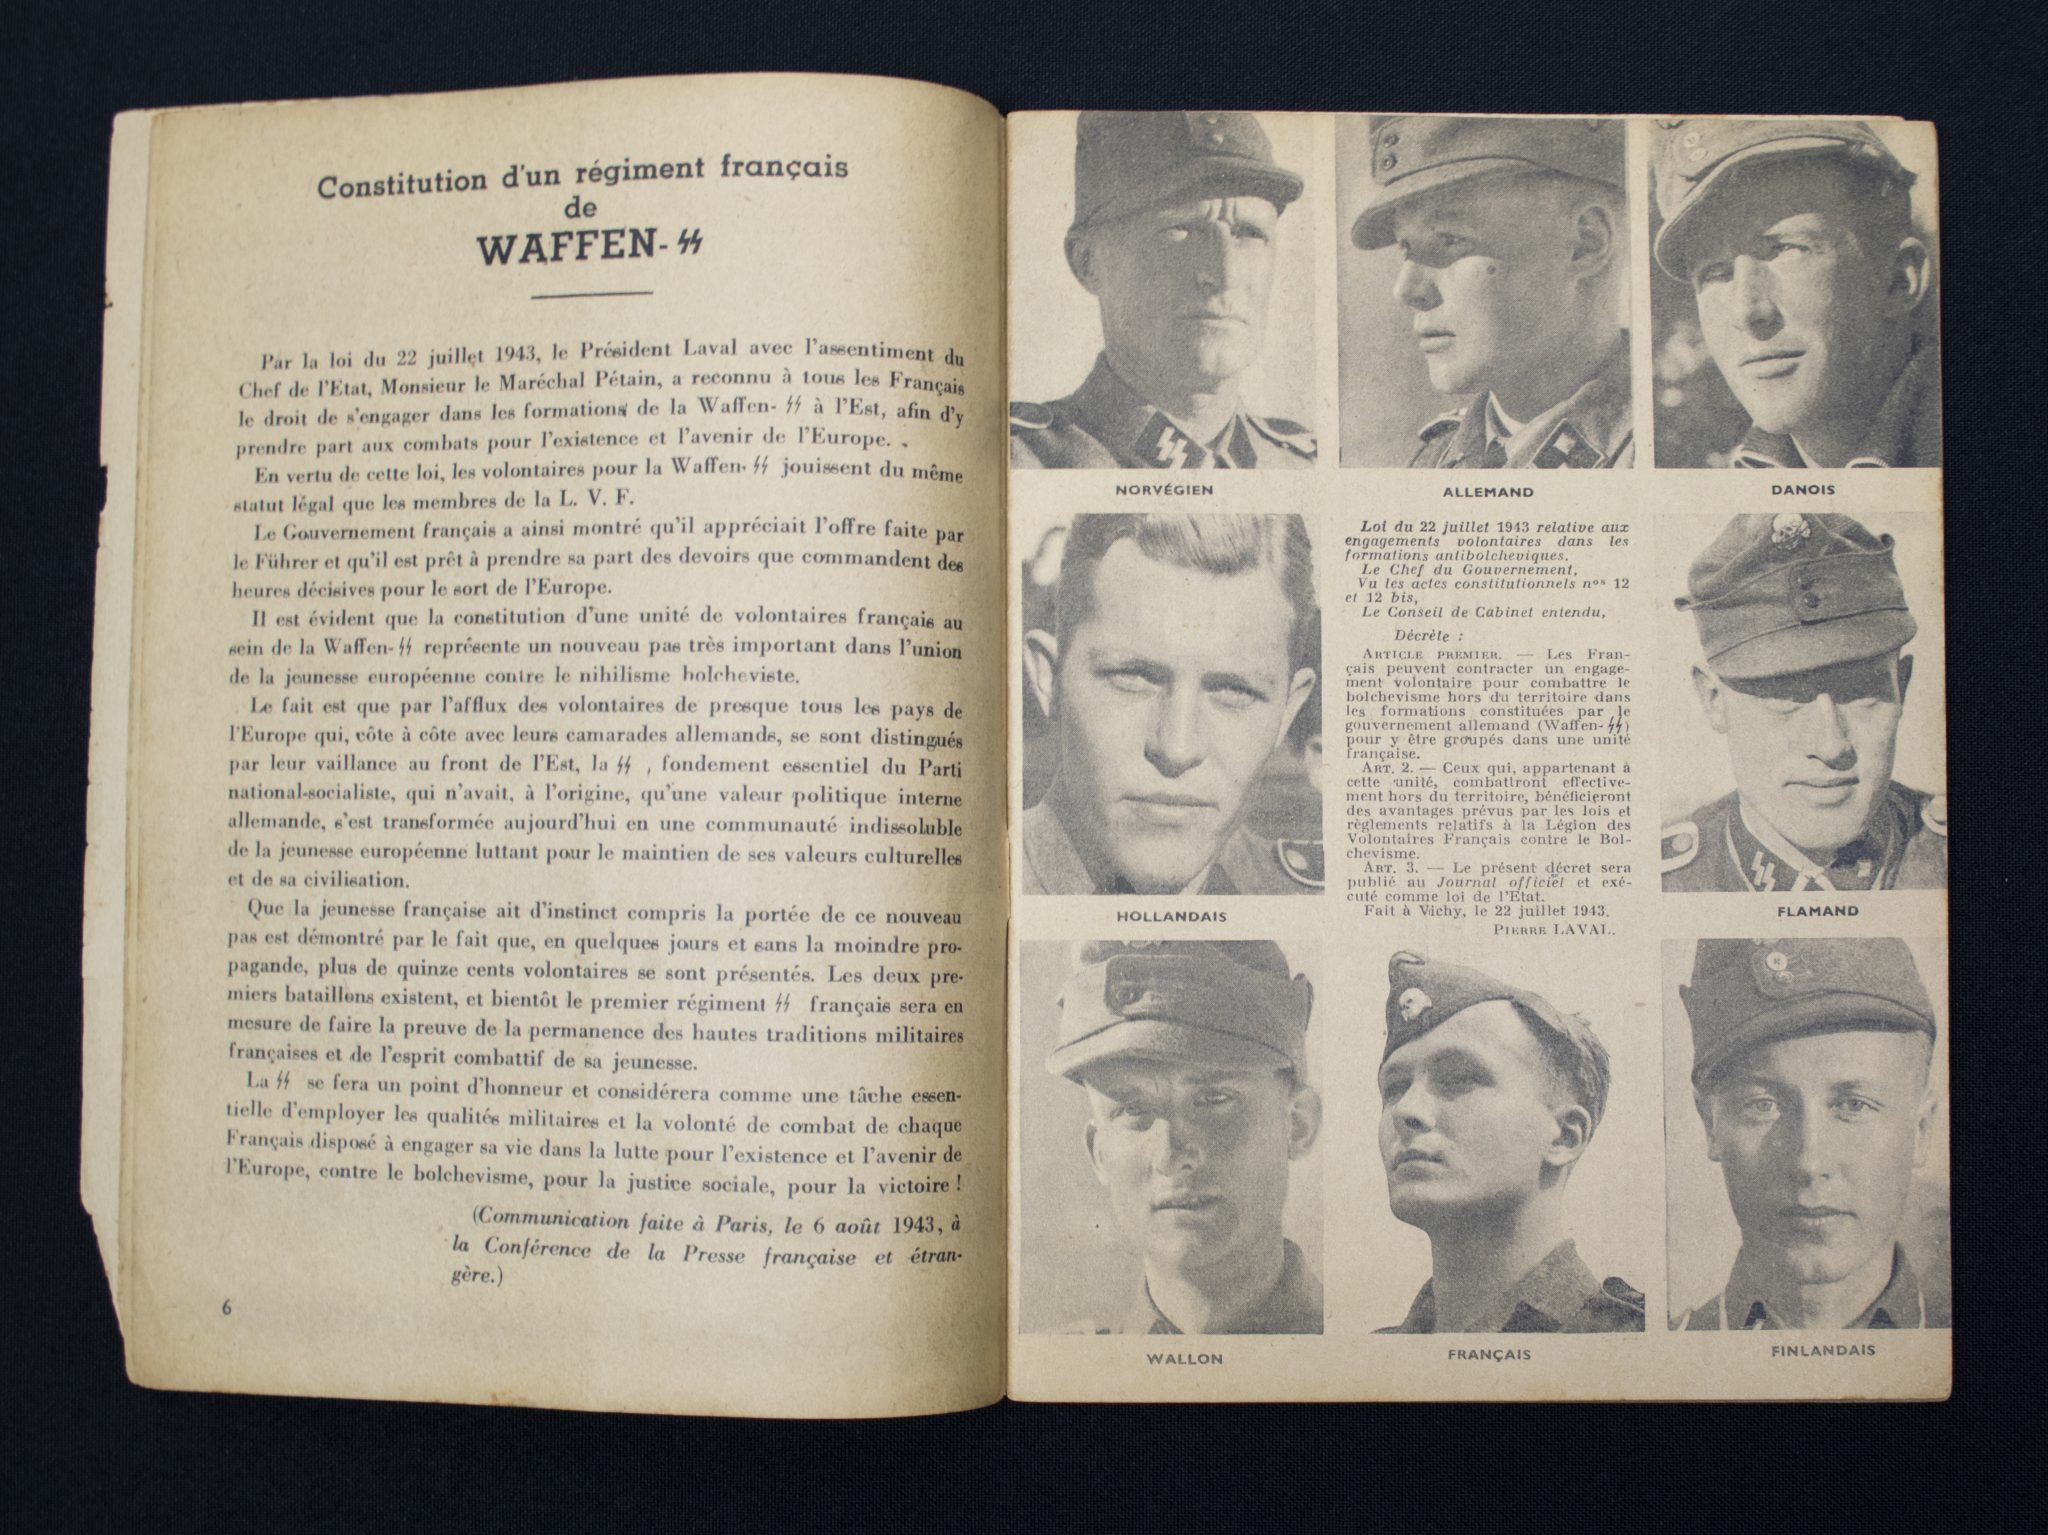 Constitution d'un régiment français
de
WAFFEN-ϟϟ
Par la loi du 22 juillet 1943, le Président Laval avec l'assentiment du
Chef de l'Etat, Monsieur le Maréchal Pétain, a reconnu à tous les Français
le droit de s'engager dans les formations de la Waffen-ϟϟ à l'Est, afin d'y
prendre part aux combats pour l'existence et l'avenir de l'Europe.
En vertu de cette loi, les volontaires pour la Waffen-ϟϟ jouissent du même
statut légal que les membres de la L. V. F.
Le Gouvernement français a ainsi montré qu'il appréciait l'offre faite par
le Führer et qu'il est prêt à prendre sa part des devoirs que commandent des
heures décisives pour le sort de l'Europe.
Il est évident que la constitution d'une unité de volontaires français au
sein de la Waffen-ϟϟ représente un nouveau pas très important dans l'union
de la jeunesse européenne contre le nihilisme bolcheviste.
Le fait est que par l'afflux des volontaires de presque tous les pays de
l'Europe qui, côte à côte avec leurs camarades allemands, se sont distingués
par leur vaillance au front de l'Est, la ϟϟ , fondement essentiel du Parti
national-socialiste, qui n'avait, à l'origine, qu'une valeur politique interne
allemande, s'est transformée aujourd'hui en une communauté indissoluble
de la jeunesse européenne luttant pour le maintien de ses valeurs culturelles
et de sa civilisation.
Que la jeunesse française ait d'instinct compris la portée de ce nouveau
pas est démontré par le fait que, en quelques jours et sans la moindre pro-
pagande, plus de quinze cents volontaires se sont présentés. Les deux pre-
miers bataillons existent, et bientôt le premier régiment ϟϟ français sera en
mesure de faire la preuve de la permanence des hautes traditions militaires
françaises et de l'esprit combattif de sa jeunesse.
La ϟϟ se fera un point d'honneur et considérera comme une tâche essen-
tielle d'employer les qualités militaires et la volonté de combat de chaque
Français disposé à engager sa vie dans la lutte pour l'existence et l'avenir de
l'Europe, contre le bolchevisme, pour la justice sociale, pour la victoire !
(Communication faite à Paris, le 6 août 1943, à
la Conférence de la Presse française et étran-
gère.)
6
NORVÉGIEN
ALLEMAND
DANOIS
Loi du 22 juillet 1943 relative aux
engagements volontaires dans les
formations antibolcheviques.
Le Chef du Gouvernement,
Vu les actes constitutionnels nos 12
et 12 bis,
Le Conseil de Cabinet entendu,
Décrète :
ARTICLE PREMIER. — Les Fran-
çais peuvent contracter un engage-
ment volontaire pour combattre le
bolchevisme hors du territoire dans
les formations constituées par le
gouvernement allemand (Waffen-ϟϟ)
pour y être groupés dans une unité
française.
ART. 2. — Ceux qui, appartenant à
cette unité, combattront effective-
ment hors du territoire, bénéficieront
des avantages prévus par les lois et
règlements relatifs à la Légion des
Volontaires Français contre le Bol-
chevisme.
ART. 3. — Le présent décret sera
publié au Journal officiel et exé-
cuté comme loi de l'Etat.
Fait à Vichy, le 22 juillet 1943.
PIERRE LAVAL.
HOLLANDAIS
FLAMAND
WALLON
FRANÇAIS
FINLANDAIS